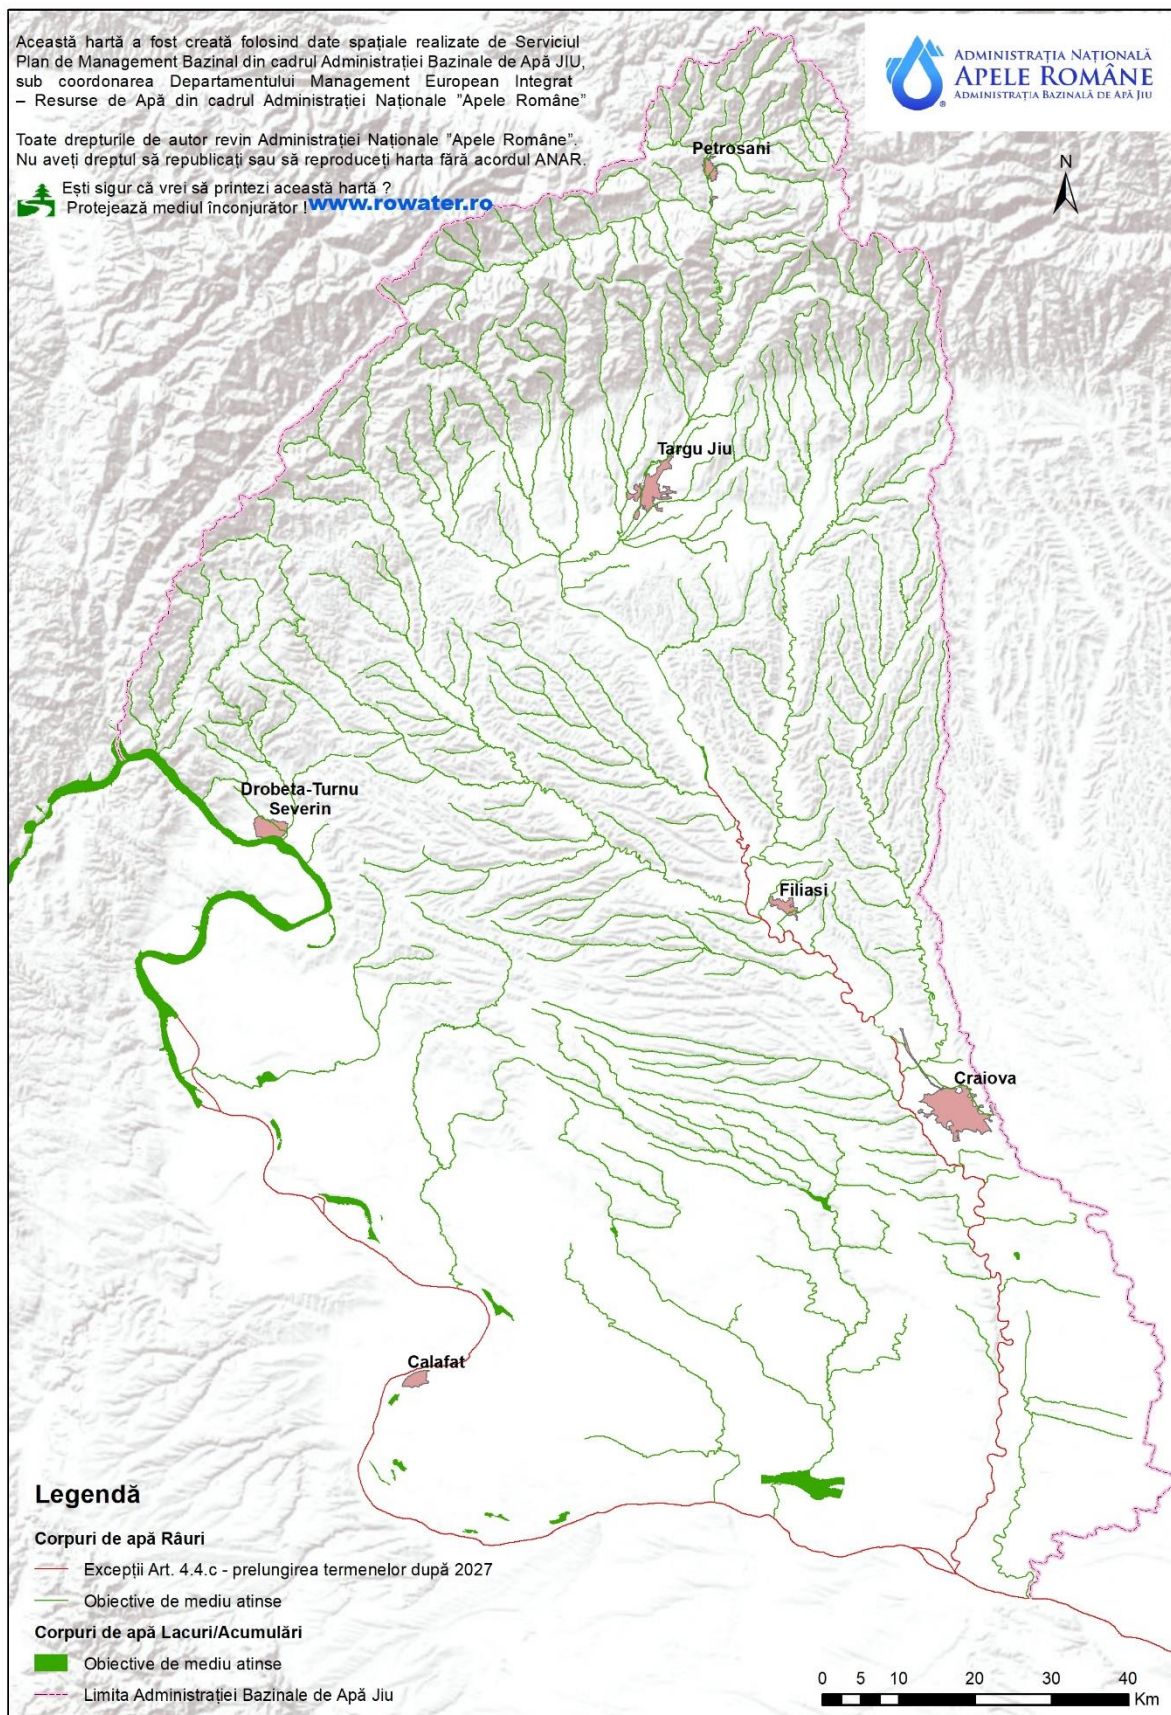 Această hartă a fost creată folosind date spațiale realizate de Serviciul
Plan de Management Bazinal din cadrul Administrației Bazinale de Apă JIU,
sub coordonarea Departamentului Management European Integrat
– Resurse de Apă din cadrul Administrației Naționale "Apele Române"
Toate drepturile de autor revin Administrației Naționale "Apele Române".
Nu aveți dreptul să republicați sau să reproduceți harta fără acordul ANAR.
Ești sigur că vrei să printezi această hartă ?
Protejează mediul înconjurător ! www.rowater.ro
ADMINISTRAȚIA NAȚIONALĂ
APELE ROMÂNE
ADMINISTRAȚIA BAZINALĂ DE APĂ JIU
®
N
Petrosani
Targu Jiu
Drobeta-Turnu
Severin
Filiasi
Craiova
Calafat
Legendă
Corpuri de apă Râuri
Excepții Art. 4.4.c - prelungirea termenelor după 2027
Obiective de mediu atinse
Corpuri de apă Lacuri/Acumulări
Obiective de mediu atinse
Limita Administrației Bazinale de Apă Jiu
0 5 10 20 30 40
Km